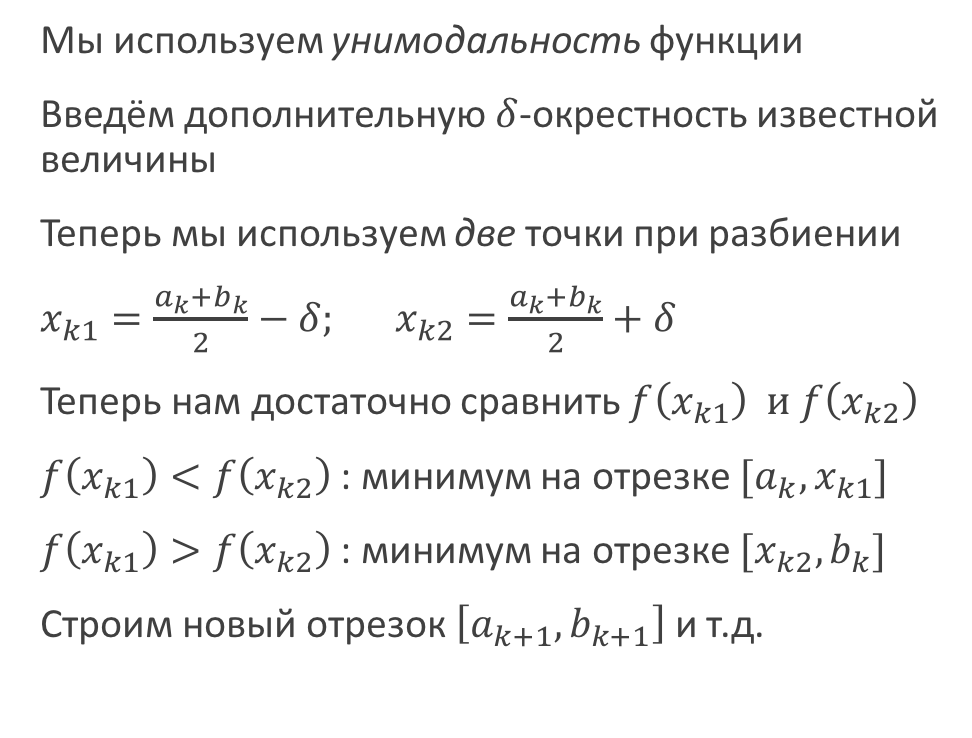 Мы используем унимодальность функции
Введём дополнительную δ-окрестность известной
величины
Теперь мы используем две точки при разбиении
x_{k1} = \frac{a_k+b_k}{2} − δ; x_{k2} = \frac{a_k+b_k}{2} + δ
Теперь нам достаточно сравнить f(x_{k1}) и f(x_{k2})
f(x_{k1}) < f(x_{k2}) : минимум на отрезке [a_k, x_{k1}]
f(x_{k1}) > f(x_{k2}) : минимум на отрезке [x_{k2}, b_k]
Строим новый отрезок [a_{k+1}, b_{k+1}] и т.д.